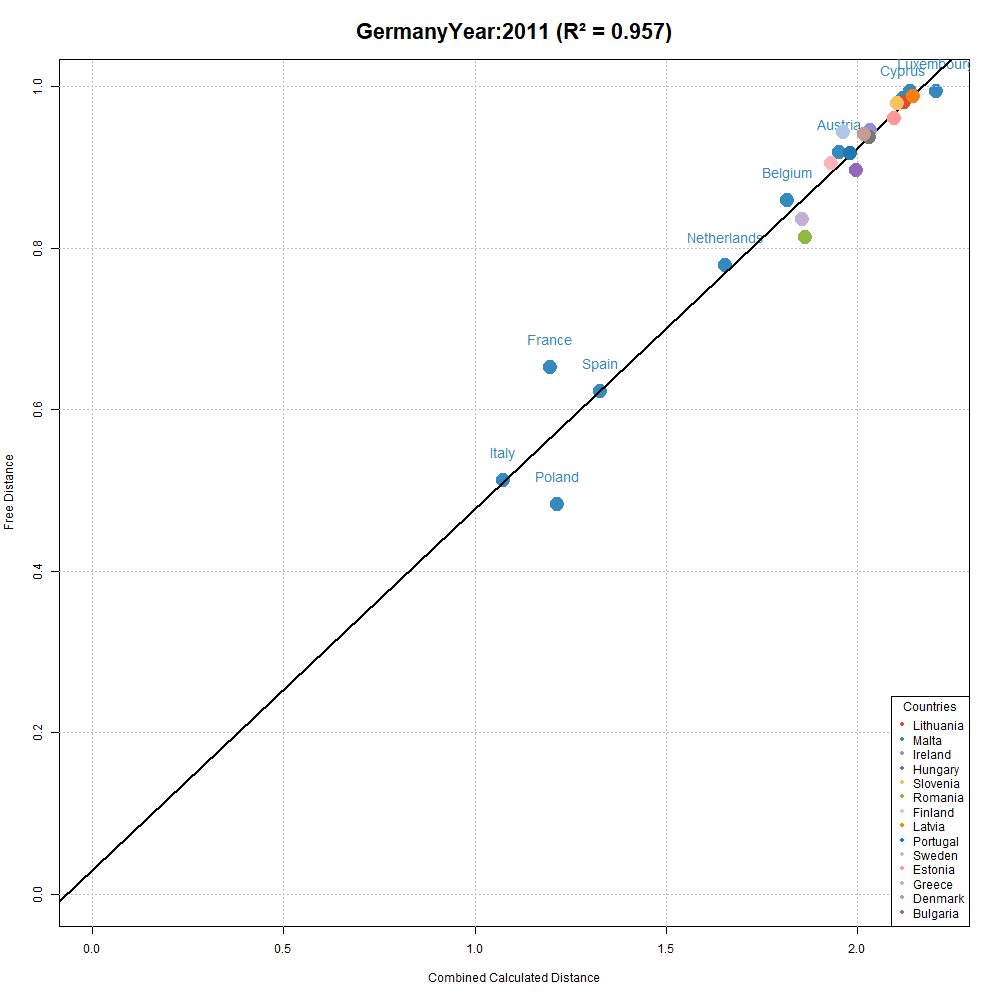 GermanyYear:2011 (R² = 0.957)
Luxembourg
Cyprus
Austria
Belgium
Netherlands
France
Spain
Italy
Poland
Free Distance
1.0
0.8
0.6
0.4
0.2
0.0
Countries
Lithuania
Malta
Ireland
Hungary
Slovenia
Romania
Finland
Latvia
Portugal
Sweden
Estonia
Greece
Denmark
Bulgaria
0.0 0.5 1.0 1.5 2.0
Combined Calculated Distance